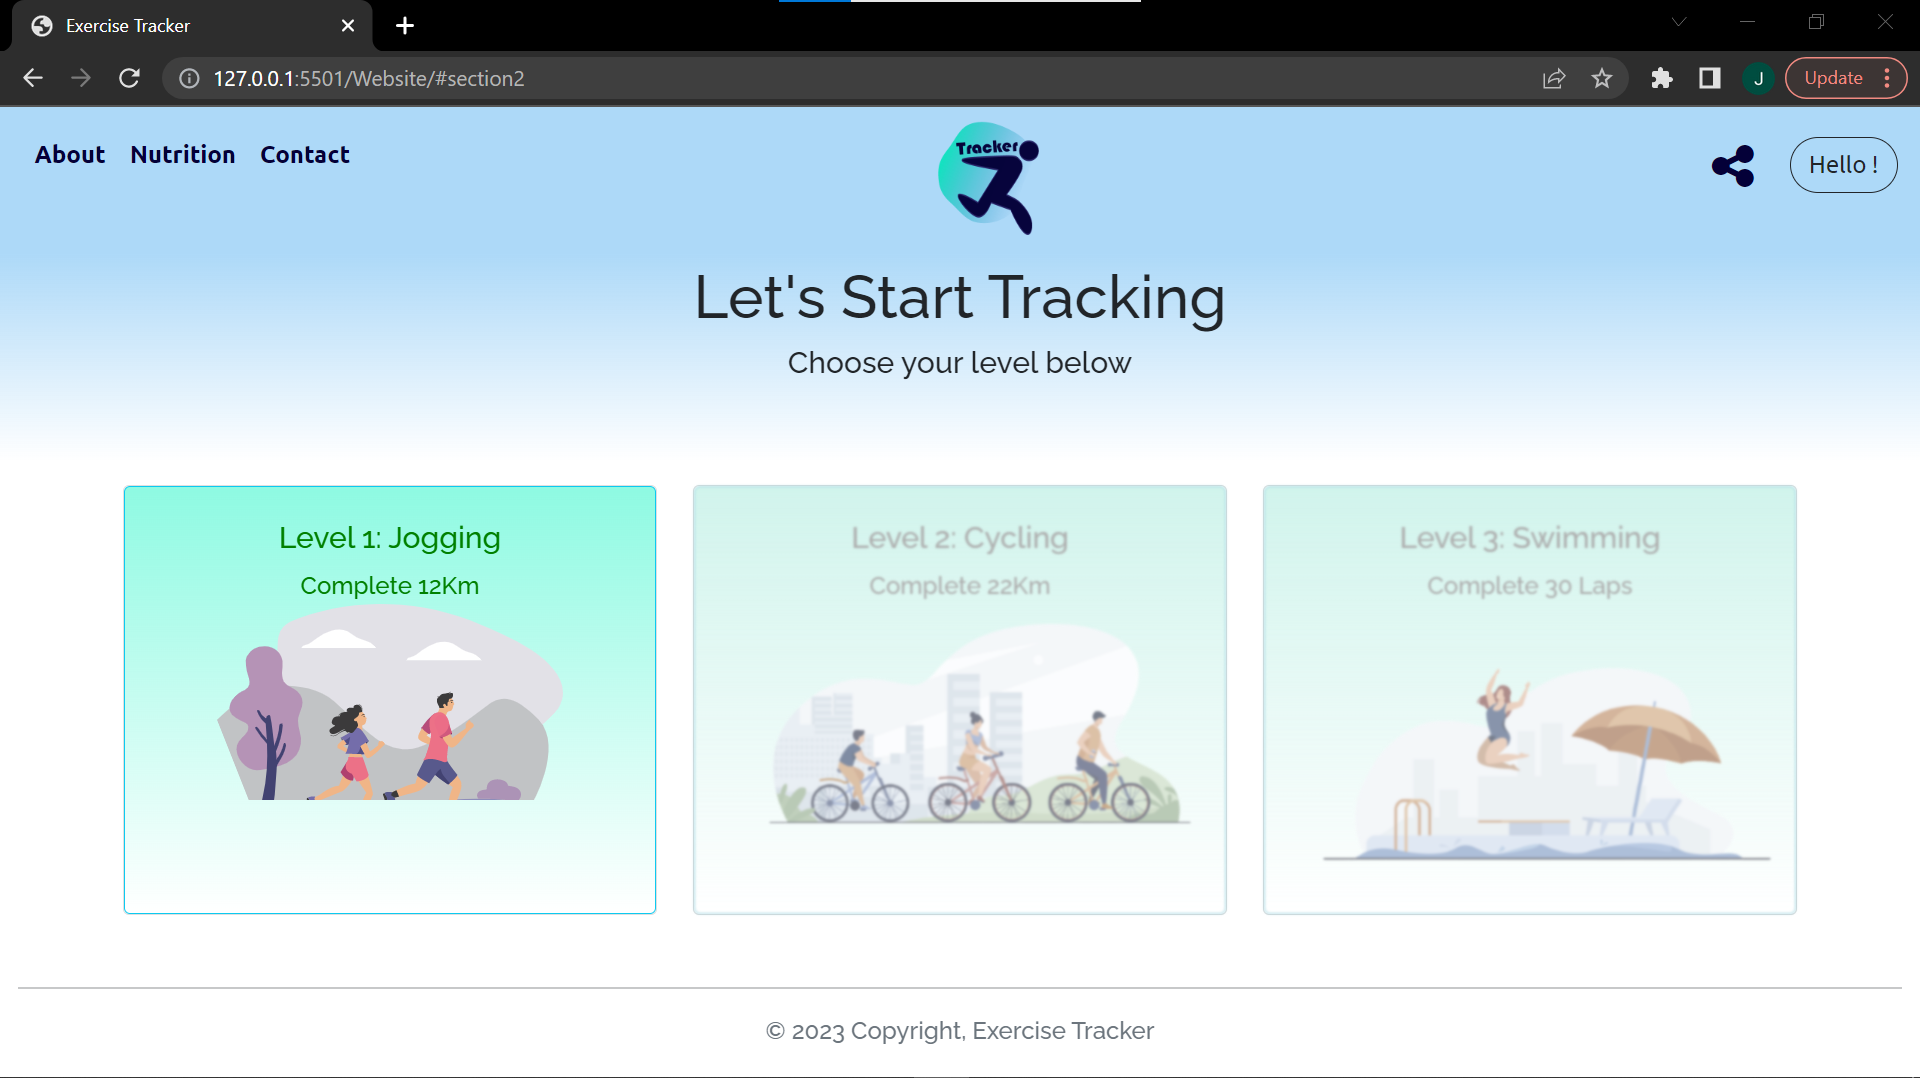 Exercise Tracker
127.0.0.1:5501/Website/#section2
J
Update
About Nutrition Contact
Tracker
Hello !
Let's Start Tracking
Choose your level below
Level 1: Jogging
Complete 12Km
Level 2: Cycling
Complete 22Km
Level 3: Swimming
Complete 30 Laps
© 2023 Copyright, Exercise Tracker